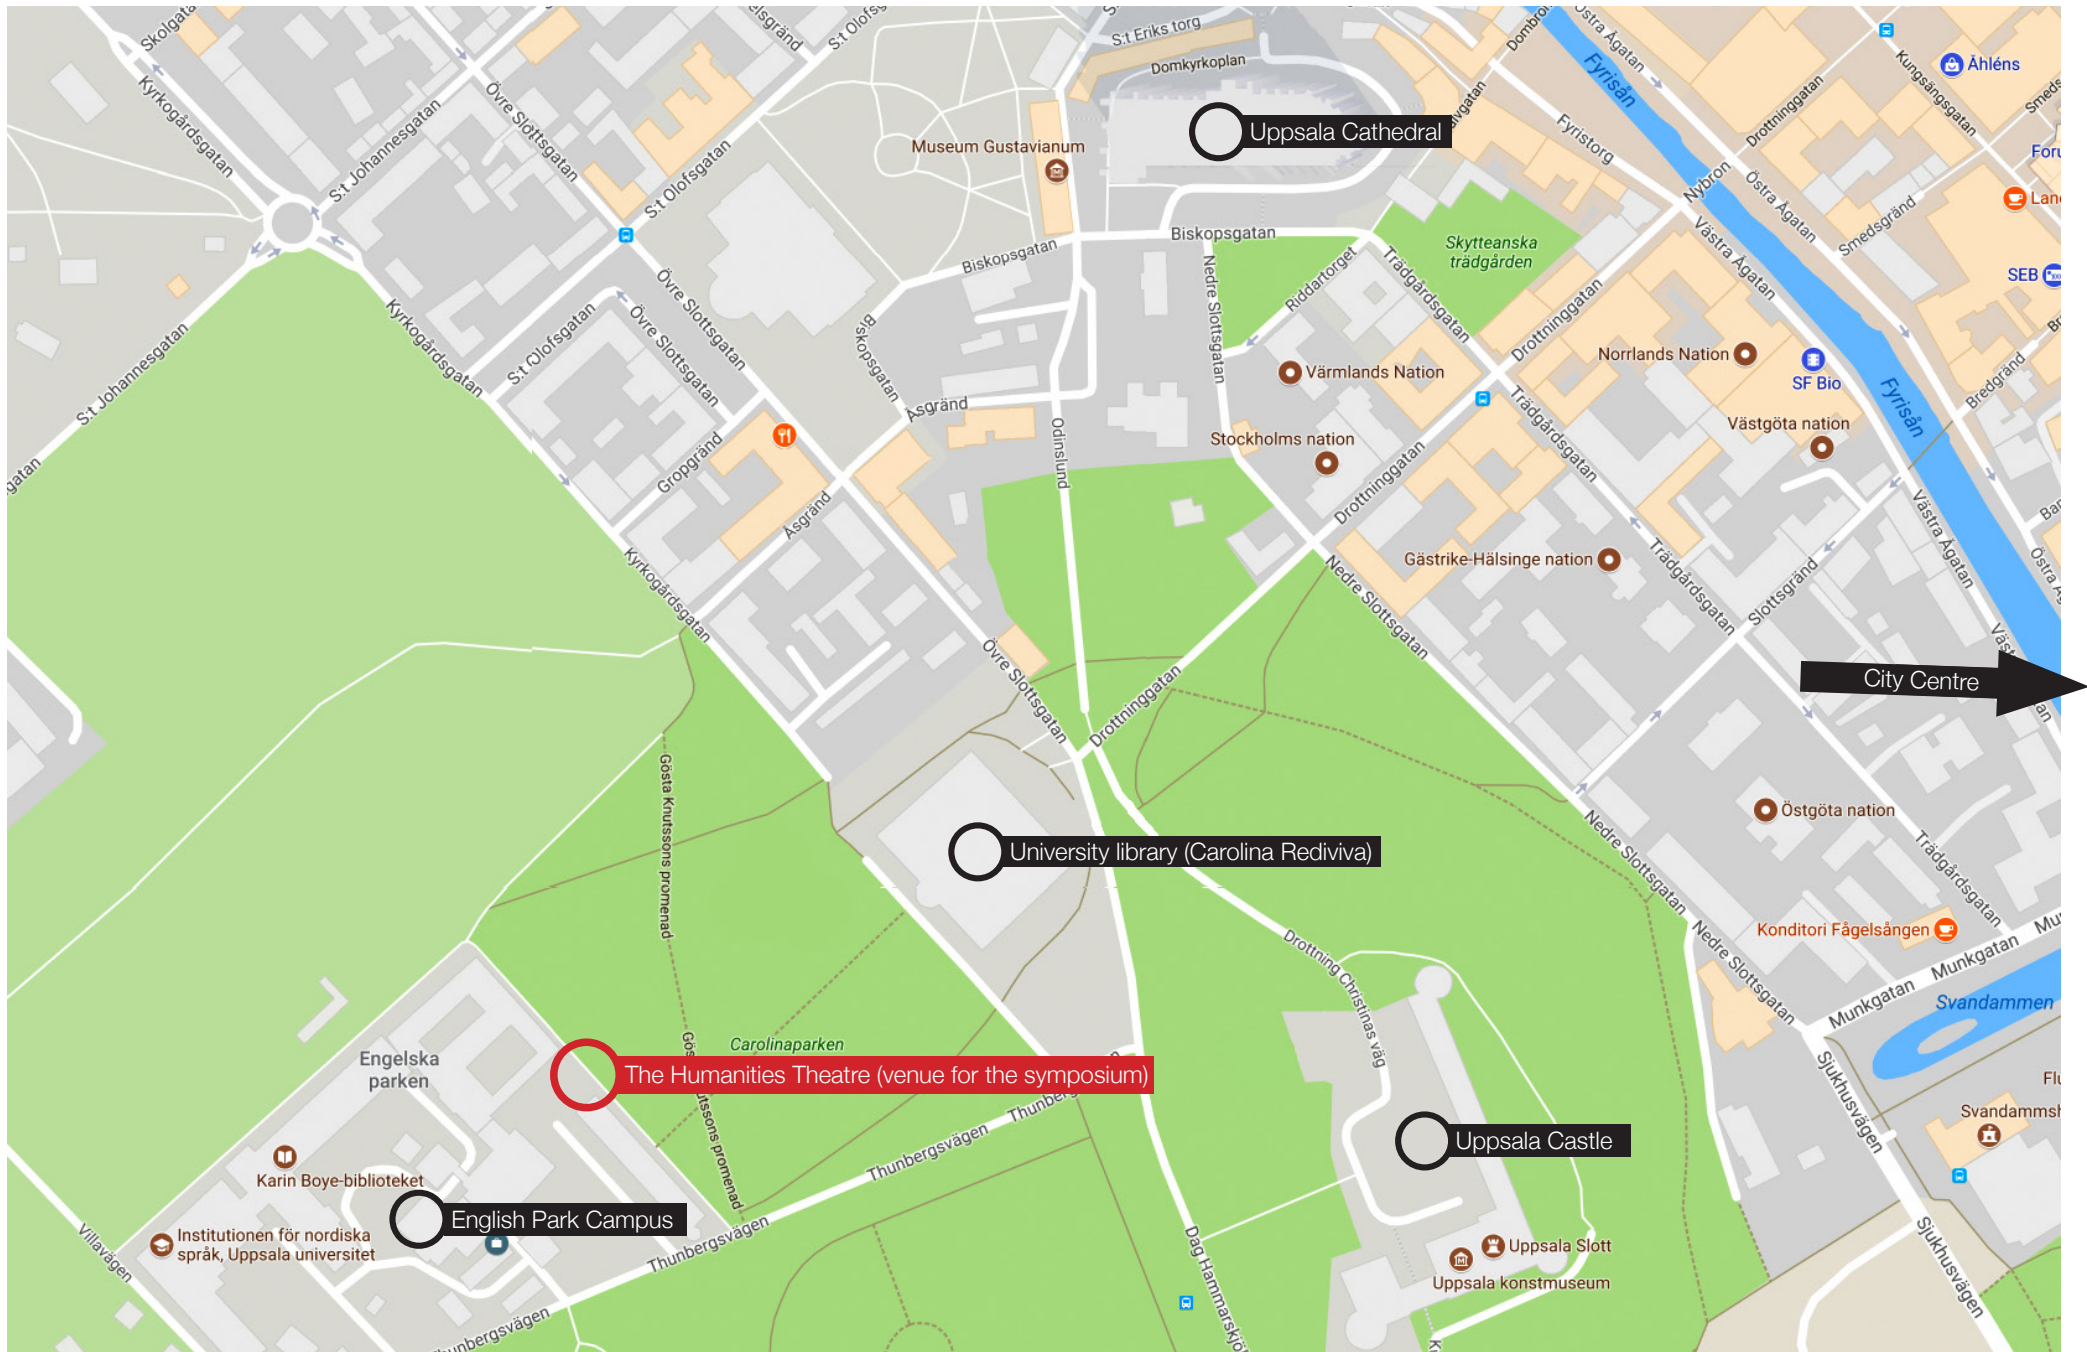 Skolgata
Kyrkogårdsgatan
S:t Johannesgatan
Övre Slottsgatan
S:t Olofsgatan
S:t Eriks torg
Domkyrkoplan
Uppsala Cathedral
Museum Gustavianum
Fyristorg
Fyrisån
Östra Ågatan
Drottninggatan
Kungsängsgatan
Åhléns
Nybron
Östra Ågatan
Smedsgränd
SEB
Västra Ågatan
Biskopsgatan
Biskopsgatan
Biskopsgatan
Nedre Slottsgatan
Riddartorget
Trädgårdsgatan
Skytteanska
trädgården
Drottninggatan
Norrlands Nation
SF Bio
Fyrisån
Bredgränd
Västgöta nation
Värmlands Nation
Stockholms nation
Drottninggatan
Trädgårdsgatan
Gästrike-Hälsinge nation
Trädgårdsgatan
Slottsgränd
Västra Ågatan
S:t Johannesgatan
Kyrkogårdsgatan
S:t Olofsgatan
Övre Slottsgatan
Övre Slottsgatan
S:t Olofsgatan
Gropgränd
Åsgränd
Åsgränd
Odinslund
Kyrkogårdsgatan
Övre Slottsgatan
Drottninggatan
Nedre Slottsgatan
City Centre
Östgöta nation
Nedre Slottsgatan
Trädgårdsgatan
Gösta Knutssons promenad
University library (Carolina Rediviva)
Drottning Christinas väg
Konditori Fågelsången
Nedre Slottsgatan
Munkgatan
Munkgatan
Svandammen
Engelska
parken
Carolinaparken
The Humanities Theatre (venue for the symposium)
Thunbergsvägen
Sjukhusvägen
Uppsala Castle
Karin Boye-biblioteket
English Park Campus
Institutionen för nordiska
språk, Uppsala universitet
Villavägen
Thunbergsvägen
Dag Hammarskjö
Uppsala Slott
Uppsala konstmuseum
Sjukhusvägen